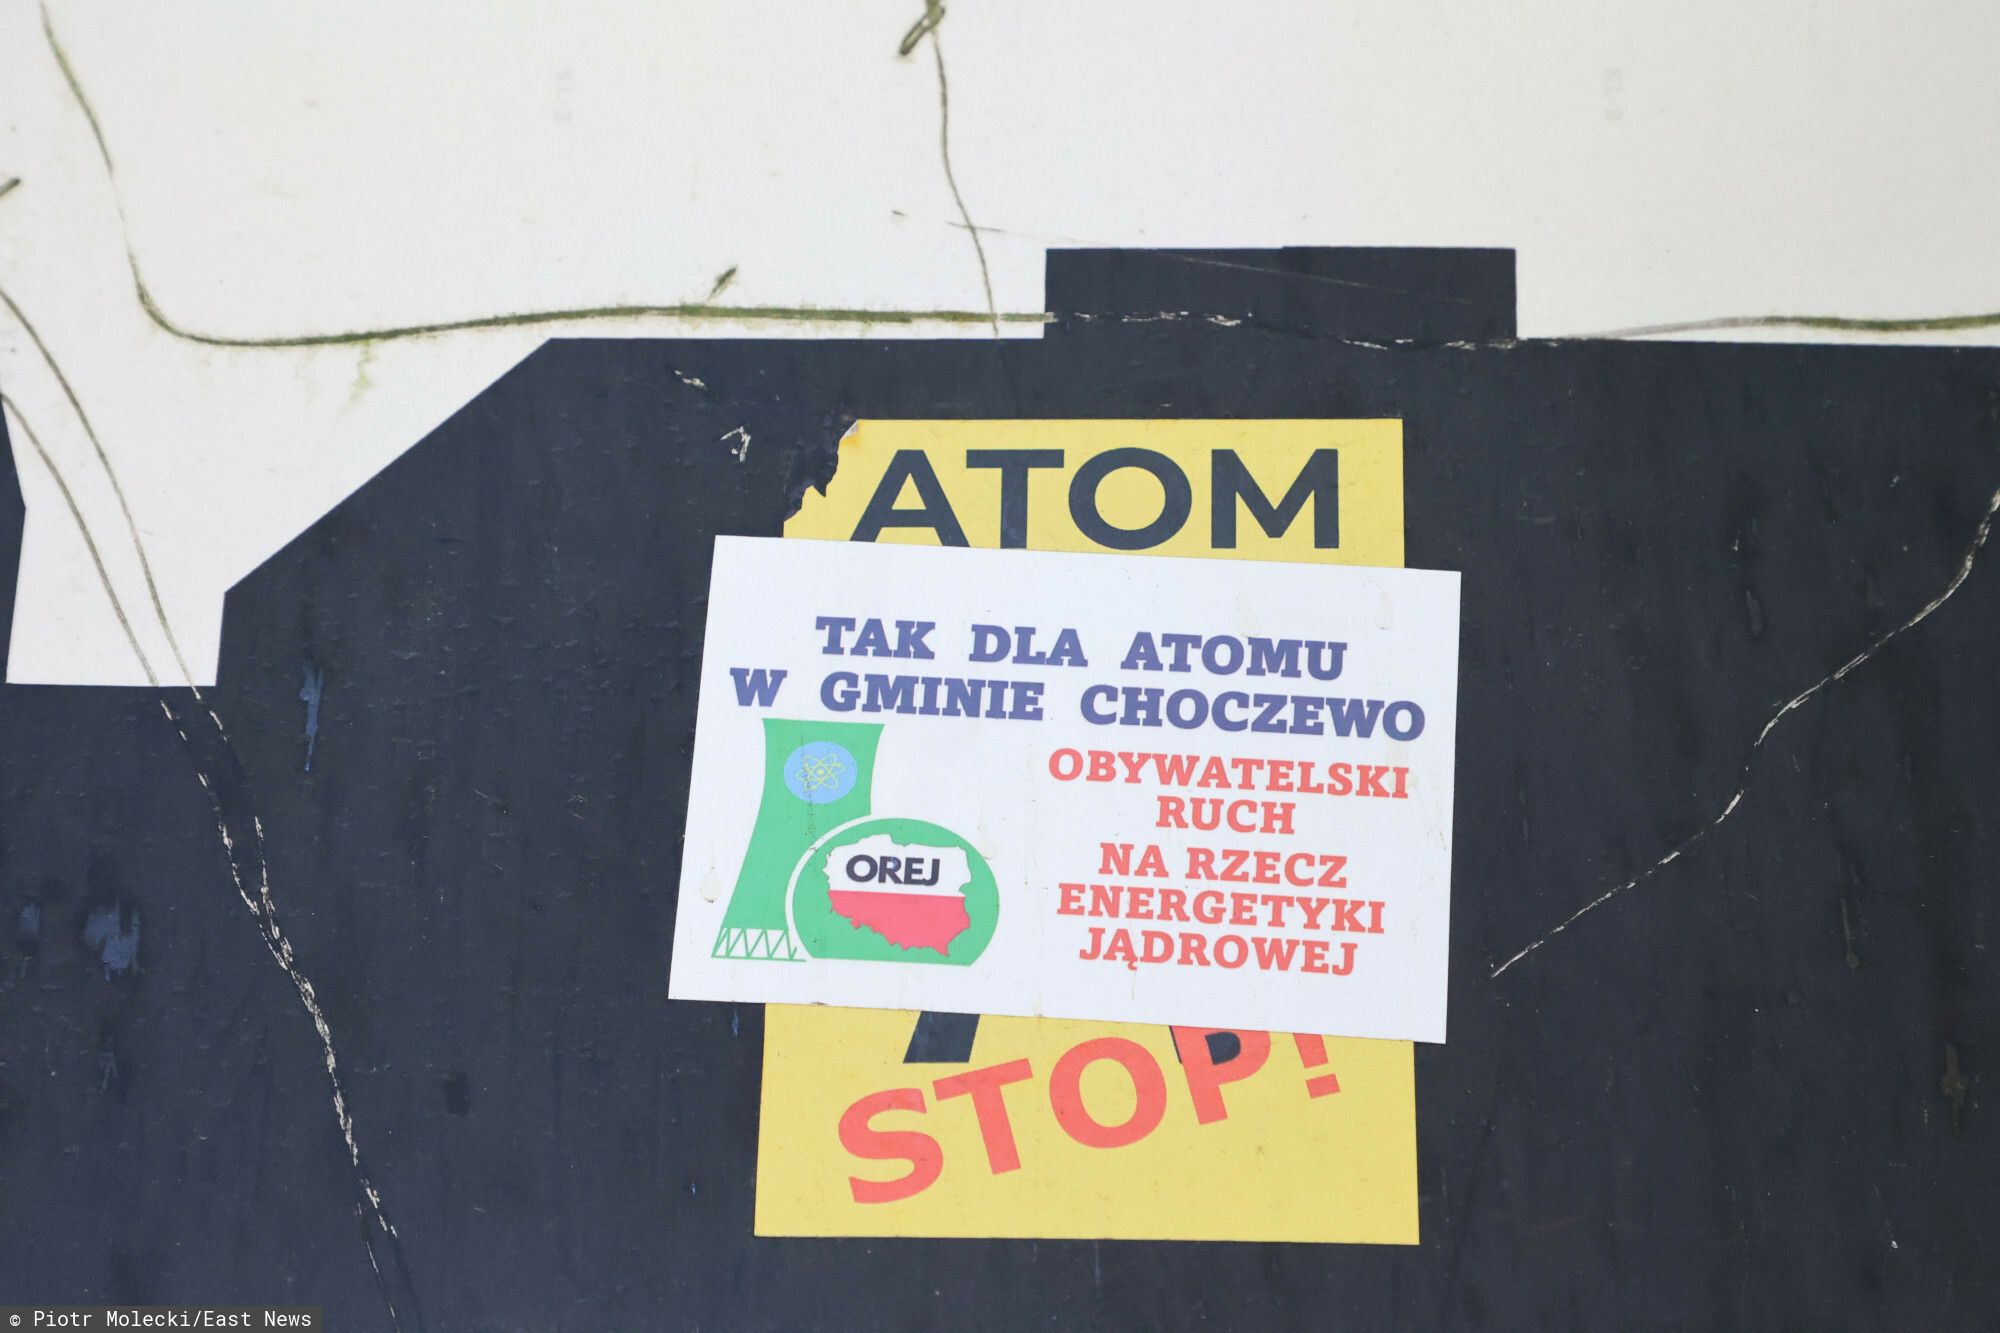 ATOM
TAK DLA ATOMU
W GMINIE CHOCZEWO
OBYWATELSKI
RUCH
NA RZECZ
ENERGETYKI
JĄDROWEJ
OREJ
STOP!
© Piotr Molecki/East News